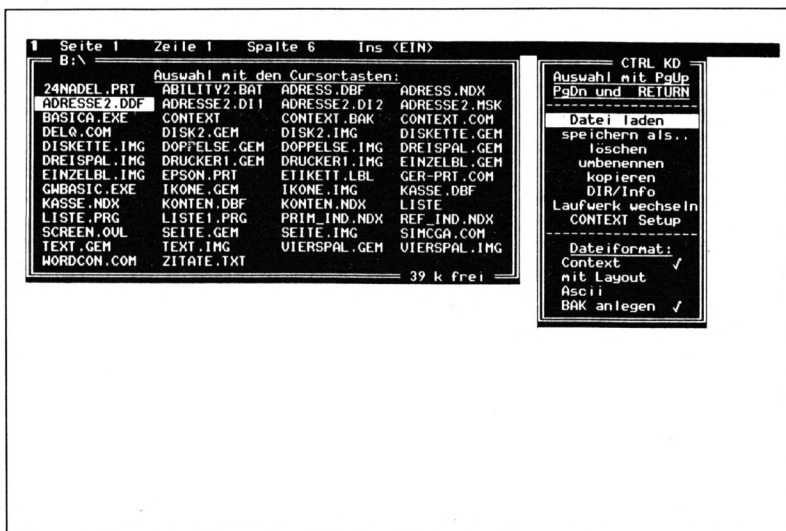 1 Seite 1 Zeile 1 Spalte 6 Ins <EIN>
B:\
Auswahl mit den Cursortasten:
24NADEL.PRT ABILITY2.BAT ADRESS.DBF ADRESS.NDX
ADRESSE2.DDF ADRESSE2.DI1 ADRESSE2.DI2 ADRESSE2.MSK
BASICA.EXE CONTEXT CONTEXT.BAK CONTEXT.COM
DELQ.COM DISK2.GEM DISK2.IMG DISKETTE.GEM
DISKETTE.IMG DOPPELSE.GEM DOPPELSE.IMG DREISPAL.GEM
DREISPAL.IMG DRUCKER1.GEM DRUCKER1.IMG EINZELBL.GEM
EINZELBL.IMG EPSON.PRT ETIKETT.LBL GER-PRT.COM
GWBASIC.EXE IKONE.GEM IKONE.IMG KASSE.DBF
KASSE.NDX KONTEN.DBF KONTEN.NDX LISTE
LISTE.PRG LISTE1.PRG PRIM_IND.NDX REF_IND.NDX
SCREEN.OVL SEITE.GEM SEITE.IMG SIMCGA.COM
TEXT.GEM TEXT.IMG VIERSPAL.GEM VIERSPAL.IMG
WORDCON.COM ZITATE.TXT
39 k frei
CTRL KD
Auswahl mit PgUp
PgDn und RETURN
Datei laden
speichern als..
löschen
umbenennen
kopieren
DIR/Info
Laufwerk wechseln
CONTEXT Setup
Dateiformat:
Context √
mit Layout
Ascii
BAK anlegen √